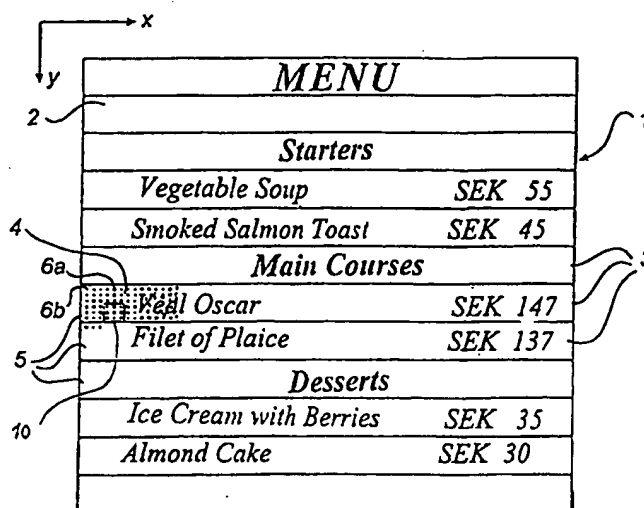 x
y
MENU
2
1
Starters
Vegetable Soup SEK 55
Smoked Salmon Toast SEK 45
4
6a
Main Courses
6b
Veal Oscar SEK 147
5
Filet of Plaice SEK 137
Desserts
10
Ice Cream with Berries SEK 35
Almond Cake SEK 30